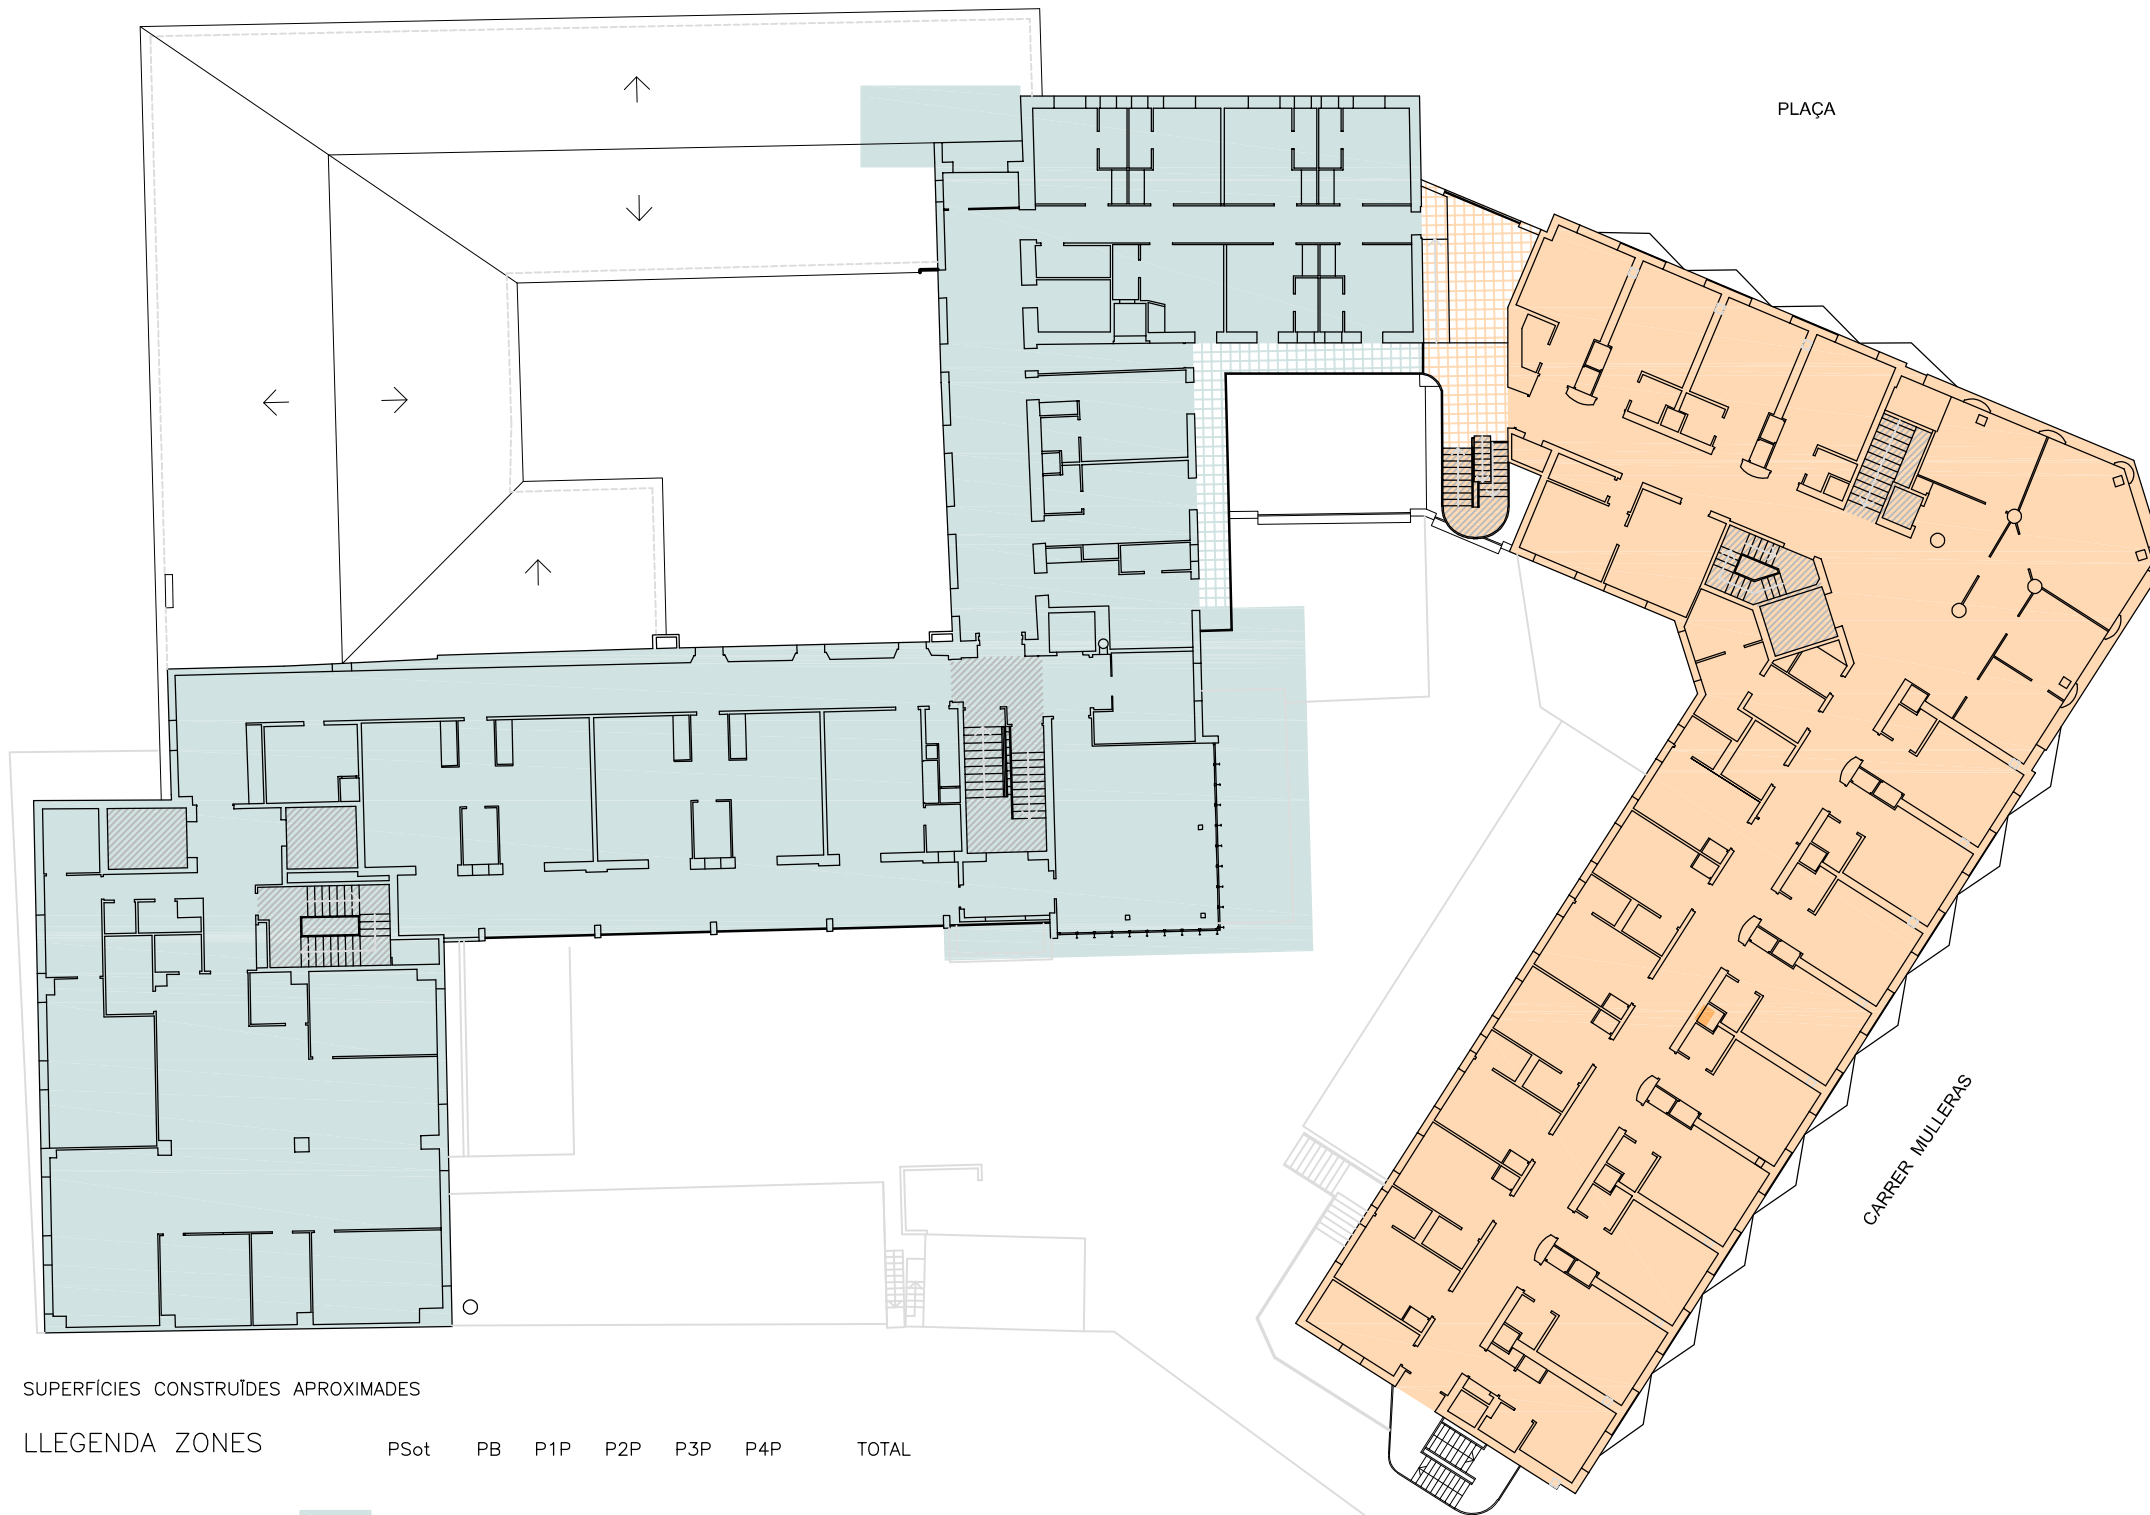 PLAÇA
CARRER MULLERAS
SUPERFÍCIES CONSTRUÏDES APROXIMADES
LLEGENDA ZONES PSot PB P1P P2P P3P P4P TOTAL